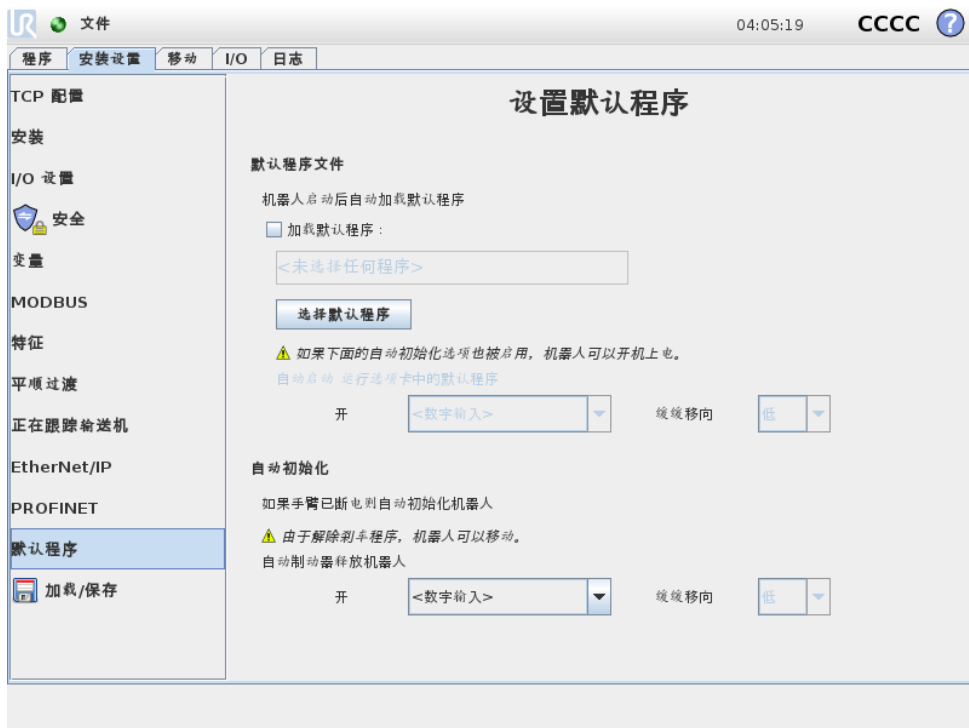 UR 文件 04:05:19 CCCC ?
程序 安装设置 移动 I/O 日志
TCP 配置
安装
I/O 设置
安全
变量
MODBUS
特征
平顺过渡
正在跟踪输送机
EtherNet/IP
PROFINET
默认程序
加载/保存
设置默认程序
默认程序文件
机器人启动后自动加载默认程序
加载默认程序：
<未选择任何程序>
选择默认程序
如果下面的自动初始化选项也被启用，机器人可以开机上电。
自动启动 运行选项卡中的默认程序
开 <数字输入> 缓缓移向 低
自动初始化
如果手臂已断电则自动初始化机器人
由于解除刹车程序，机器人可以移动。
自动制动器释放机器人
开 <数字输入> 缓缓移向 低